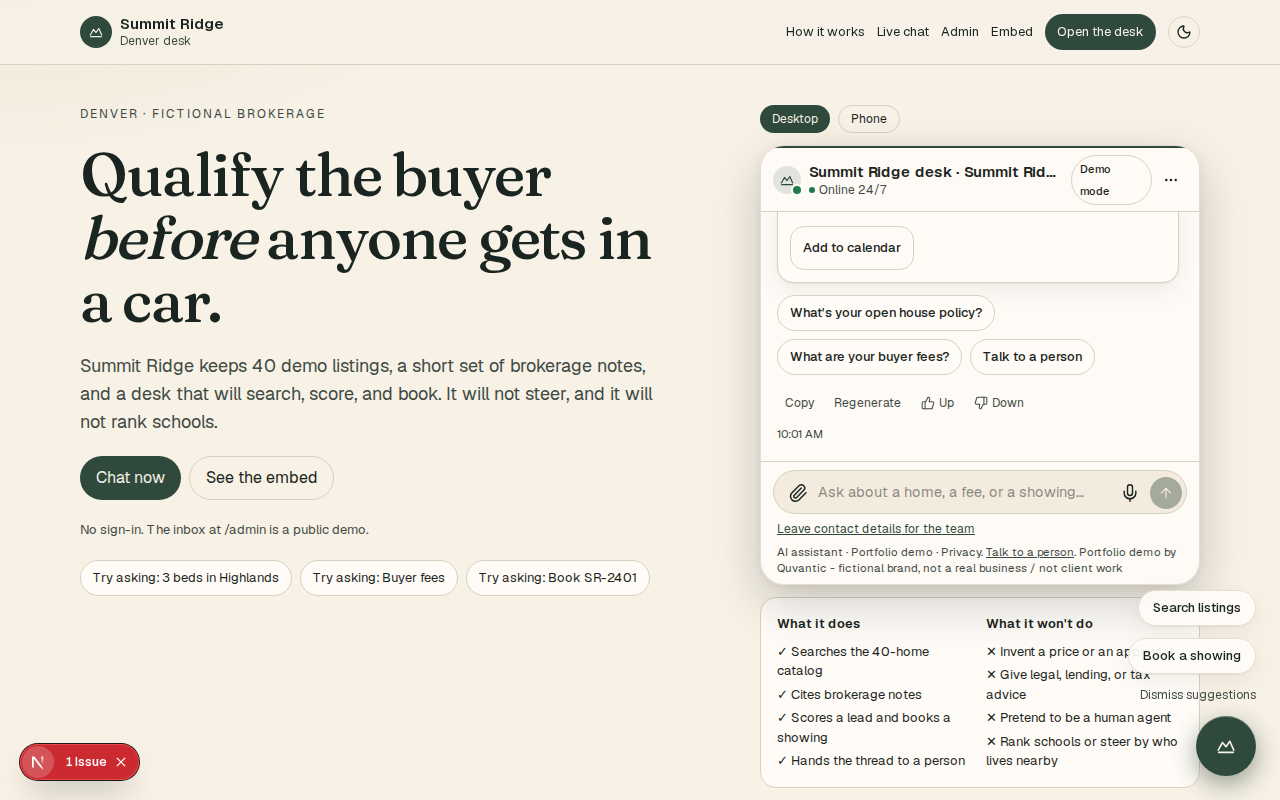 Summit Ridge
Denver desk
How it works
Live chat
Admin
Embed
Open the desk
DENVER · FICTIONAL BROKERAGE
Qualify the buyer
before anyone gets in
a car.
Summit Ridge keeps 40 demo listings, a short set of brokerage notes,
and a desk that will search, score, and book. It will not steer, and it will
not rank schools.
Chat now
See the embed
No sign-in. The inbox at /admin is a public demo.
Try asking: 3 beds in Highlands
Try asking: Buyer fees
Try asking: Book SR-2401
Desktop
Phone
Summit Ridge desk · Summit Rid...
Online 24/7
Demo
mode
Add to calendar
What's your open house policy?
What are your buyer fees?
Talk to a person
Copy
Regenerate
Up
Down
10:01 AM
Ask about a home, a fee, or a showing...
Leave contact details for the team
AI assistant · Portfolio demo · Privacy. Talk to a person. Portfolio demo by
Quvantic - fictional brand, not a real business / not client work
What it does
✓ Searches the 40-home
catalog
✓ Cites brokerage notes
✓ Scores a lead and books a
showing
✓ Hands the thread to a person
What it won't do
✕ Invent a price or an
✕ Give legal, lending, or tax
advice
✕ Pretend to be a human agent
✕ Rank schools or steer by who
lives nearby
Search listings
Book a showing
Dismiss suggestions
N
1 Issue